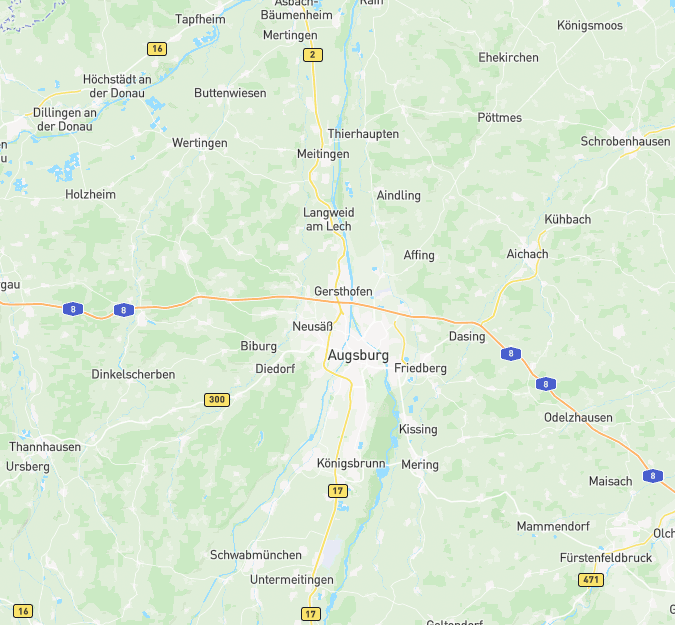 Asbach-
Bäumenheim
Rain
Tapfheim
Königsmoos
Mertingen
16
2
Ehekirchen
Höchstädt an
der Donau
Buttenwiesen
Dillingen an
der Donau
Pöttmes
Thierhaupten
Wertingen
Schrobenhausen
Meitingen
Holzheim
Aindling
Langweid
am Lech
Kühbach
Affing
Aichach
Gersthofen
8
8
Neusäß
Dasing
Biburg
Augsburg
8
Diedorf
Friedberg
Dinkelscherben
8
300
Odelzhausen
Kissing
Thannhausen
Ursberg
Königsbrunn
Mering
8
Maisach
17
Mammendorf
Schwabmünchen
Fürstenfeldbruck
Untermeitingen
471
16
17
Geltendorf